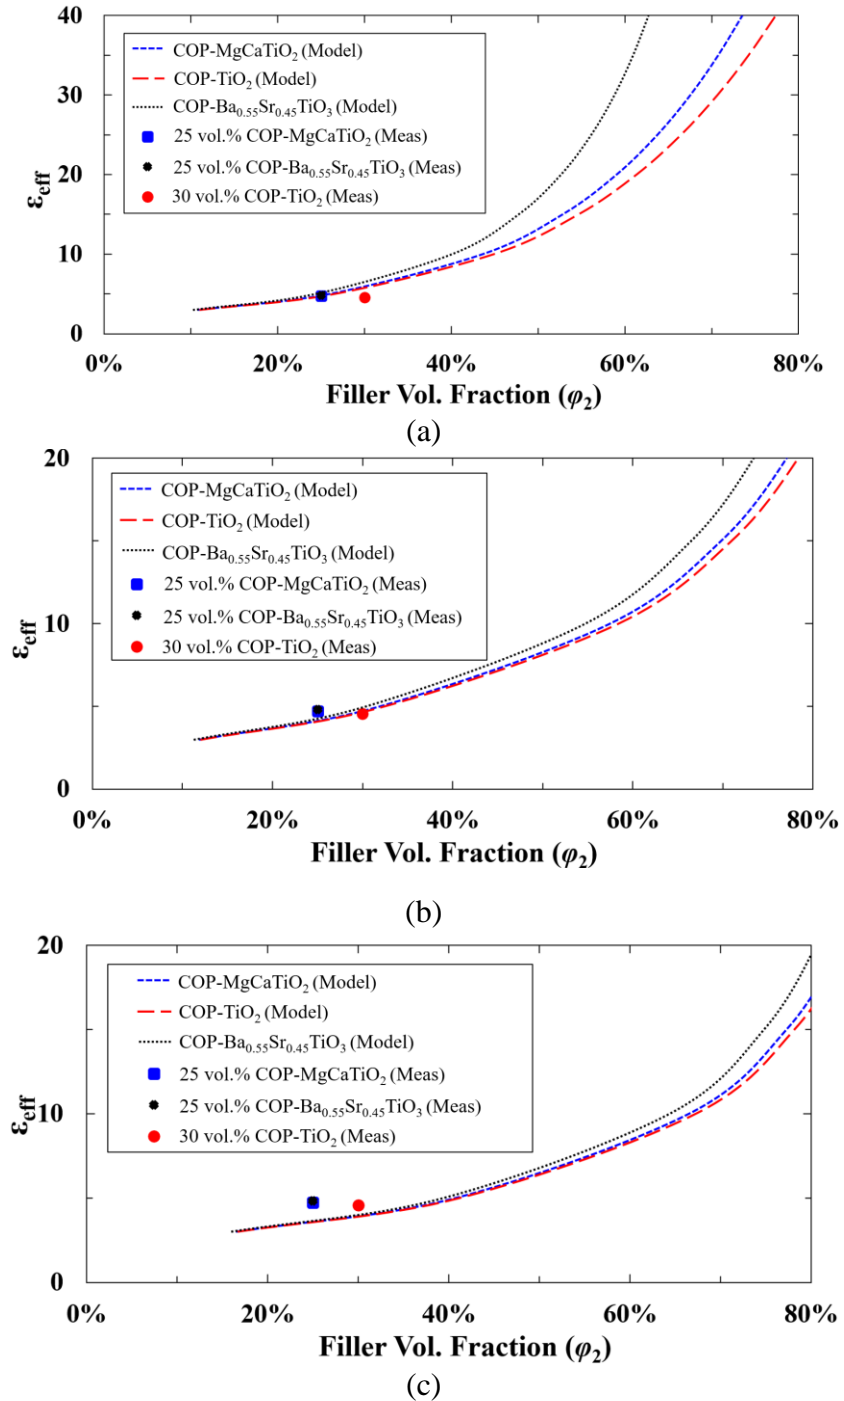 40
30
20
10
0
ε_eff
COP-MgCaTiO₂ (Model)
COP-TiO₂ (Model)
COP-Ba₀.₅₅Sr₀.₄₅TiO₃ (Model)
25 vol.% COP-MgCaTiO₂ (Meas)
25 vol.% COP-Ba₀.₅₅Sr₀.₄₅TiO₃ (Meas)
30 vol.% COP-TiO₂ (Meas)
0% 20% 40% 60% 80%
Filler Vol. Fraction (φ₂)
(a)
20
10
0
ε_eff
COP-MgCaTiO₂ (Model)
COP-TiO₂ (Model)
COP-Ba₀.₅₅Sr₀.₄₅TiO₃ (Model)
25 vol.% COP-MgCaTiO₂ (Meas)
25 vol.% COP-Ba₀.₅₅Sr₀.₄₅TiO₃ (Meas)
30 vol.% COP-TiO₂ (Meas)
0% 20% 40% 60% 80%
Filler Vol. Fraction (φ₂)
(b)
20
10
0
ε_eff
COP-MgCaTiO₂ (Model)
COP-TiO₂ (Model)
COP-Ba₀.₅₅Sr₀.₄₅TiO₃ (Model)
25 vol.% COP-MgCaTiO₂ (Meas)
25 vol.% COP-Ba₀.₅₅Sr₀.₄₅TiO₃ (Meas)
30 vol.% COP-TiO₂ (Meas)
0% 20% 40% 60% 80%
Filler Vol. Fraction (φ₂)
(c)